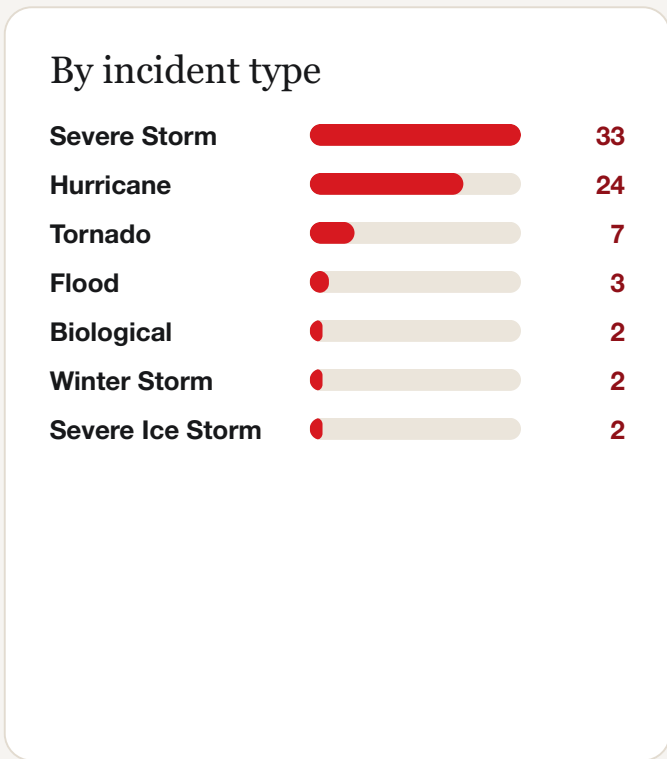 By incident type
Severe Storm 33
Hurricane 24
Tornado 7
Flood 3
Biological 2
Winter Storm 2
Severe Ice Storm 2